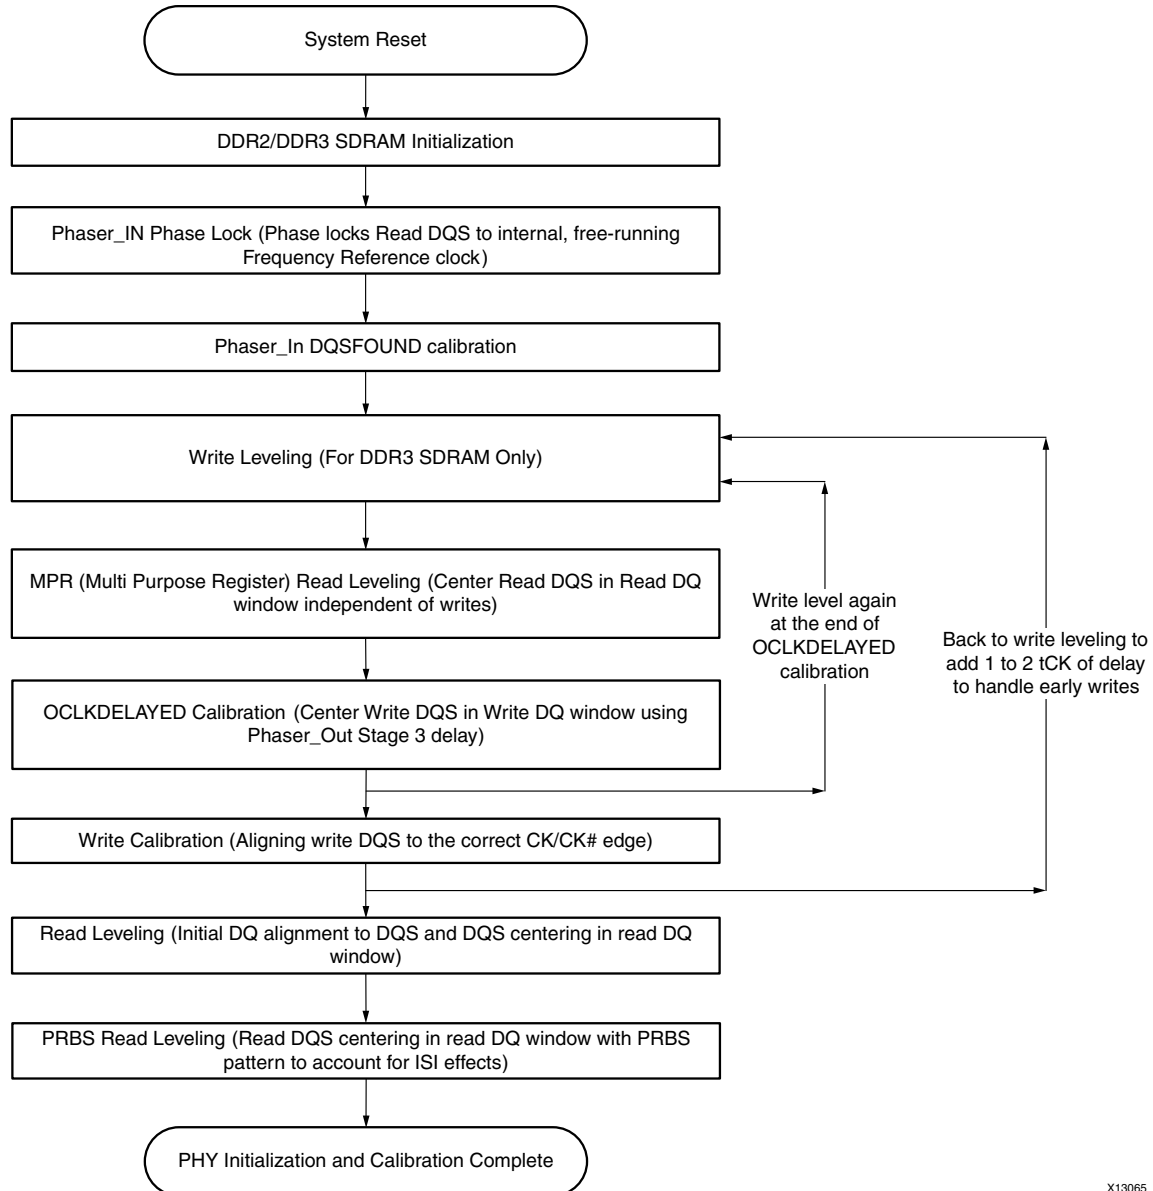 System Reset
DDR2/DDR3 SDRAM Initialization
Phaser_IN Phase Lock (Phase locks Read DQS to internal, free-running
Frequency Reference clock)
Phaser_In DQSFOUND calibration
Write Leveling (For DDR3 SDRAM Only)
MPR (Multi Purpose Register) Read Leveling (Center Read DQS in Read DQ
window independent of writes)
Write level again
at the end of
OCLKDELAYED
calibration
Back to write leveling to
add 1 to 2 tCK of delay
to handle early writes
OCLKDELAYED Calibration (Center Write DQS in Write DQ window using
Phaser_Out Stage 3 delay)
Write Calibration (Aligning write DQS to the correct CK/CK# edge)
Read Leveling (Initial DQ alignment to DQS and DQS centering in read DQ
window)
PRBS Read Leveling (Read DQS centering in read DQ window with PRBS
pattern to account for ISI effects)
PHY Initialization and Calibration Complete
X13065